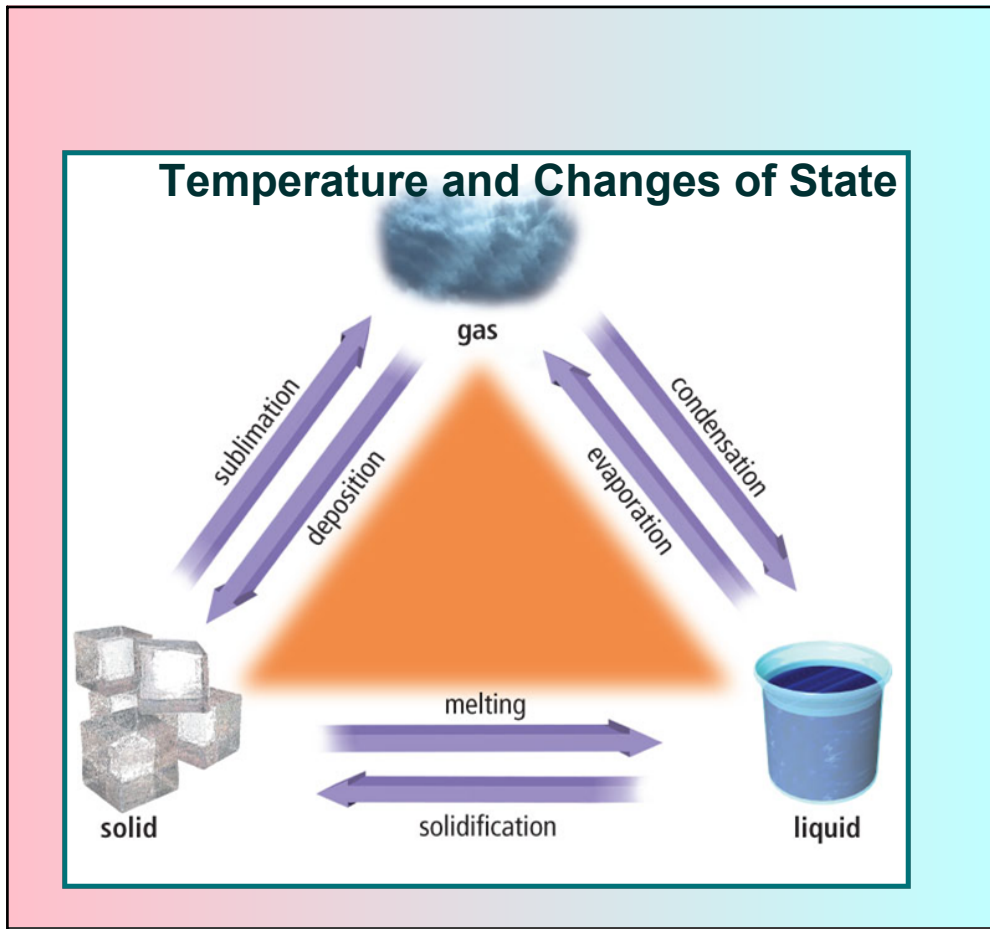 Temperature and Changes of State
gas
sublimation
deposition
condensation
evaporation
melting
solid
solidification
liquid